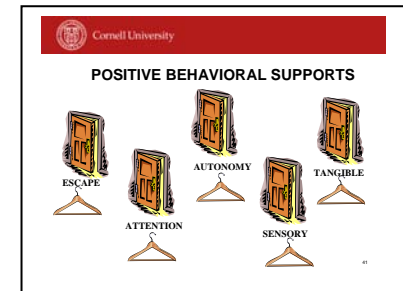 Cornell University
POSITIVE BEHAVIORAL SUPPORTS
ESCAPE
ATTENTION
AUTONOMY
SENSORY
TANGIBLE
41